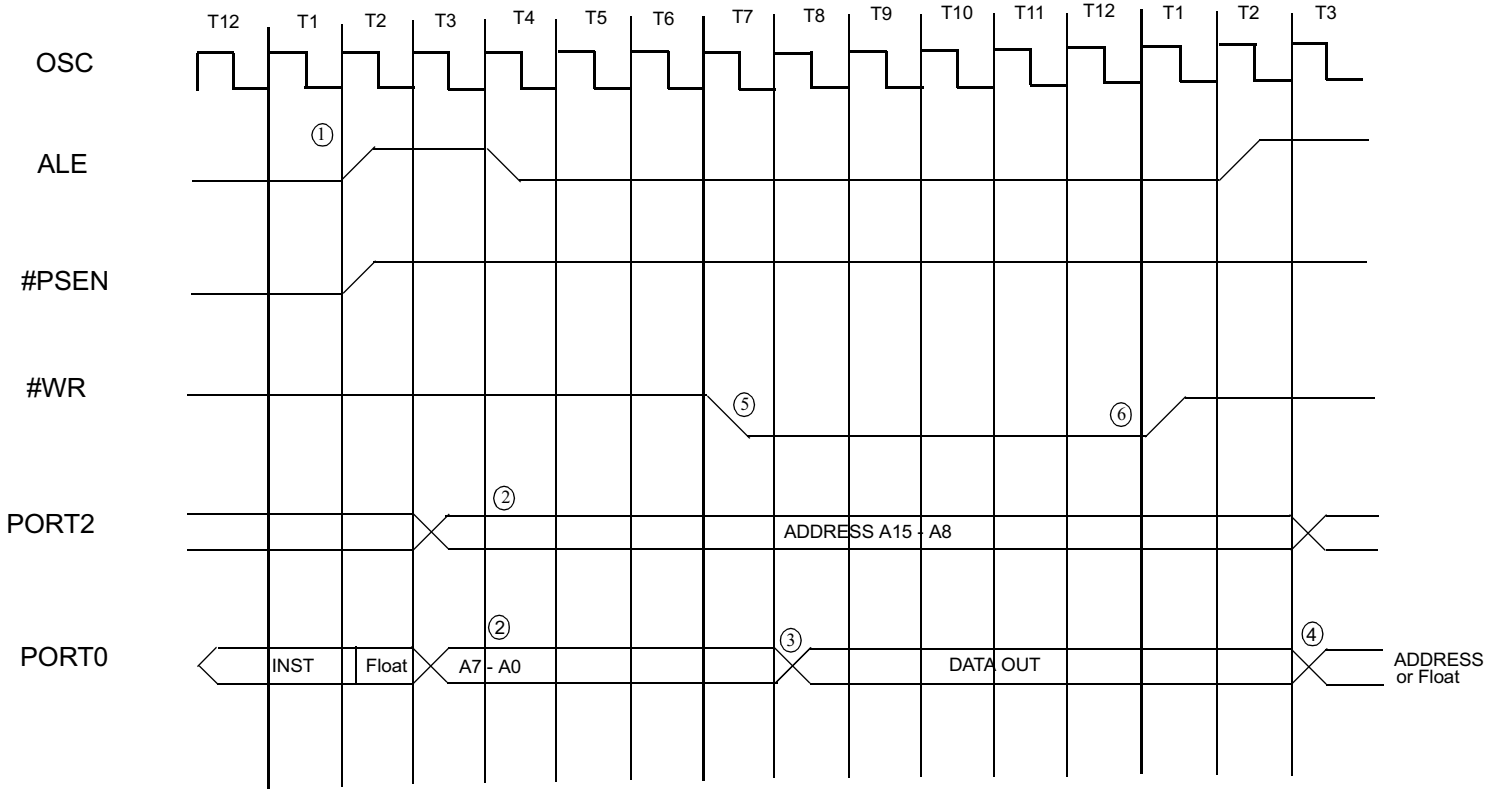 T12 T1 T2 T3 T4 T5 T6 T7 T8 T9 T10 T11 T12 T1 T2 T3
OSC
①
ALE
#PSEN
#WR
⑤
⑥
②
PORT2
ADDRESS A15 - A8
②
③
④
PORT0
INST
Float
A7 - A0
DATA OUT
ADDRESS
or Float